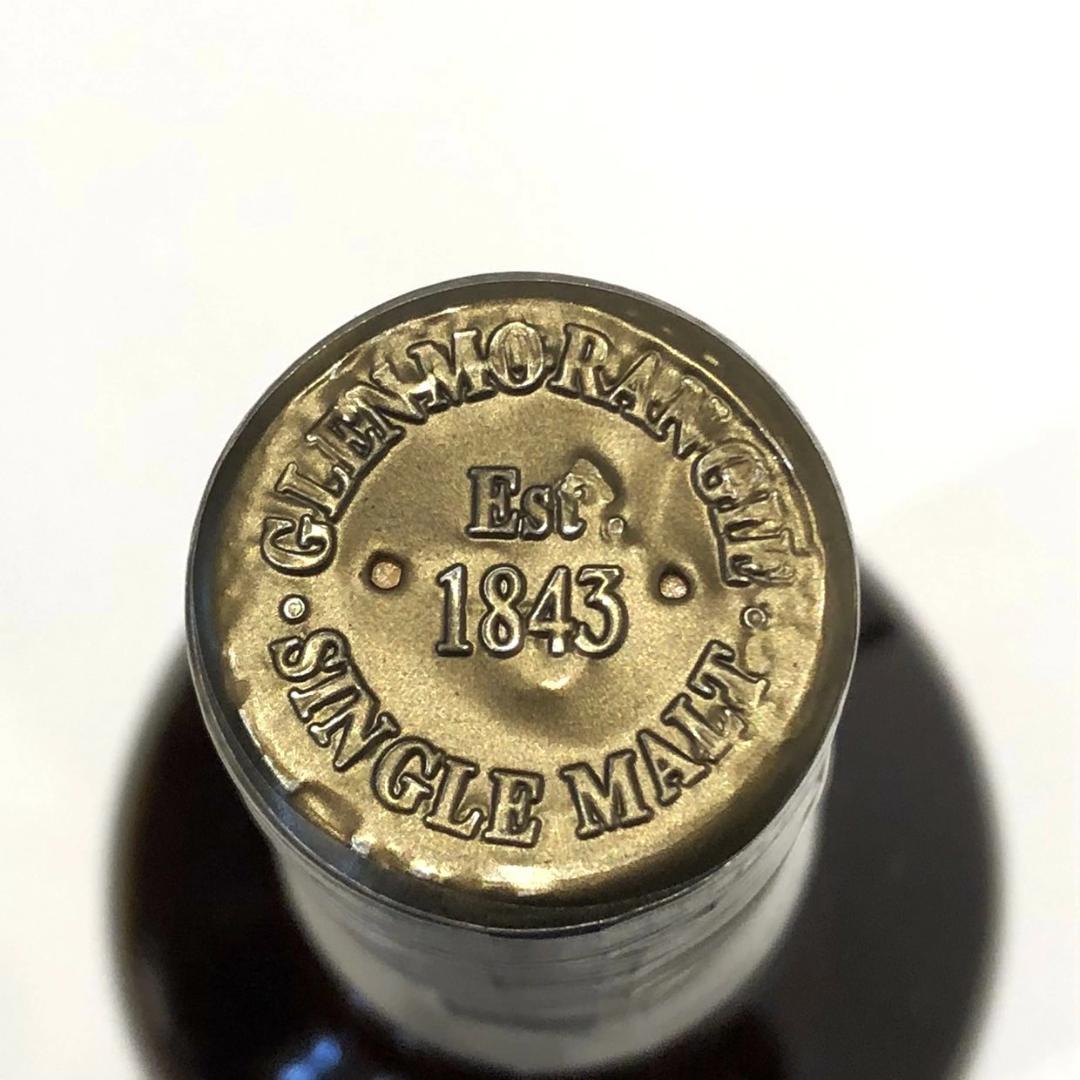 GLENMORANGIE
Est.
1843
SINGLE MALT